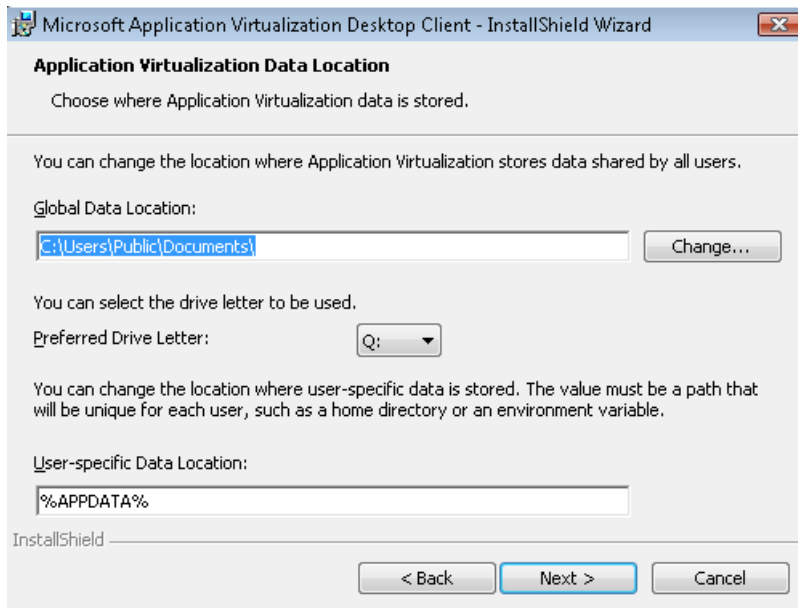 Microsoft Application Virtualization Desktop Client - InstallShield Wizard
Application Virtualization Data Location
Choose where Application Virtualization data is stored.
You can change the location where Application Virtualization stores data shared by all users.
Global Data Location:
C:\Users\Public\Documents\
Change...
You can select the drive letter to be used.
Preferred Drive Letter:
Q:
You can change the location where user-specific data is stored. The value must be a path that
will be unique for each user, such as a home directory or an environment variable.
User-specific Data Location:
%APPDATA%
InstallShield
< Back
Next >
Cancel